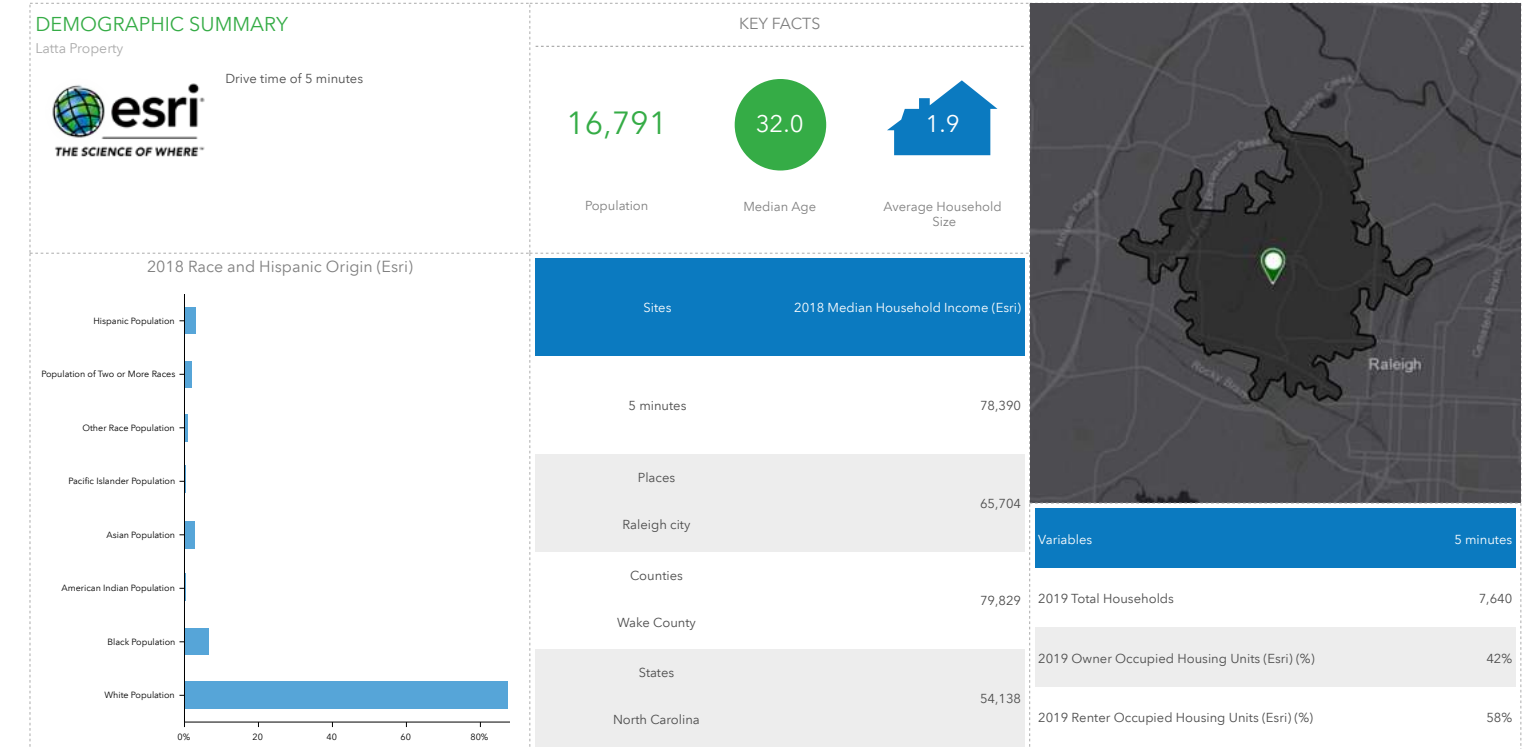 DEMOGRAPHIC SUMMARY
Latta Property
Drive time of 5 minutes
esri
THE SCIENCE OF WHERE™
KEY FACTS
16,791
32.0
1.9
Population
Median Age
Average Household
Size
Raleigh
House Creek
Rocky Branch
2018 Race and Hispanic Origin (Esri)
Hispanic Population
Population of Two or More Races
Other Race Population
Pacific Islander Population
Asian Population
American Indian Population
Black Population
White Population
0%
20
40
60
80%
Sites
2018 Median Household Income (Esri)
5 minutes
78,390
Places
Raleigh city
65,704
Counties
Wake County
79,829
States
North Carolina
54,138
Variables
5 minutes
2019 Total Households
7,640
2019 Owner Occupied Housing Units (Esri) (%)
42%
2019 Renter Occupied Housing Units (Esri) (%)
58%